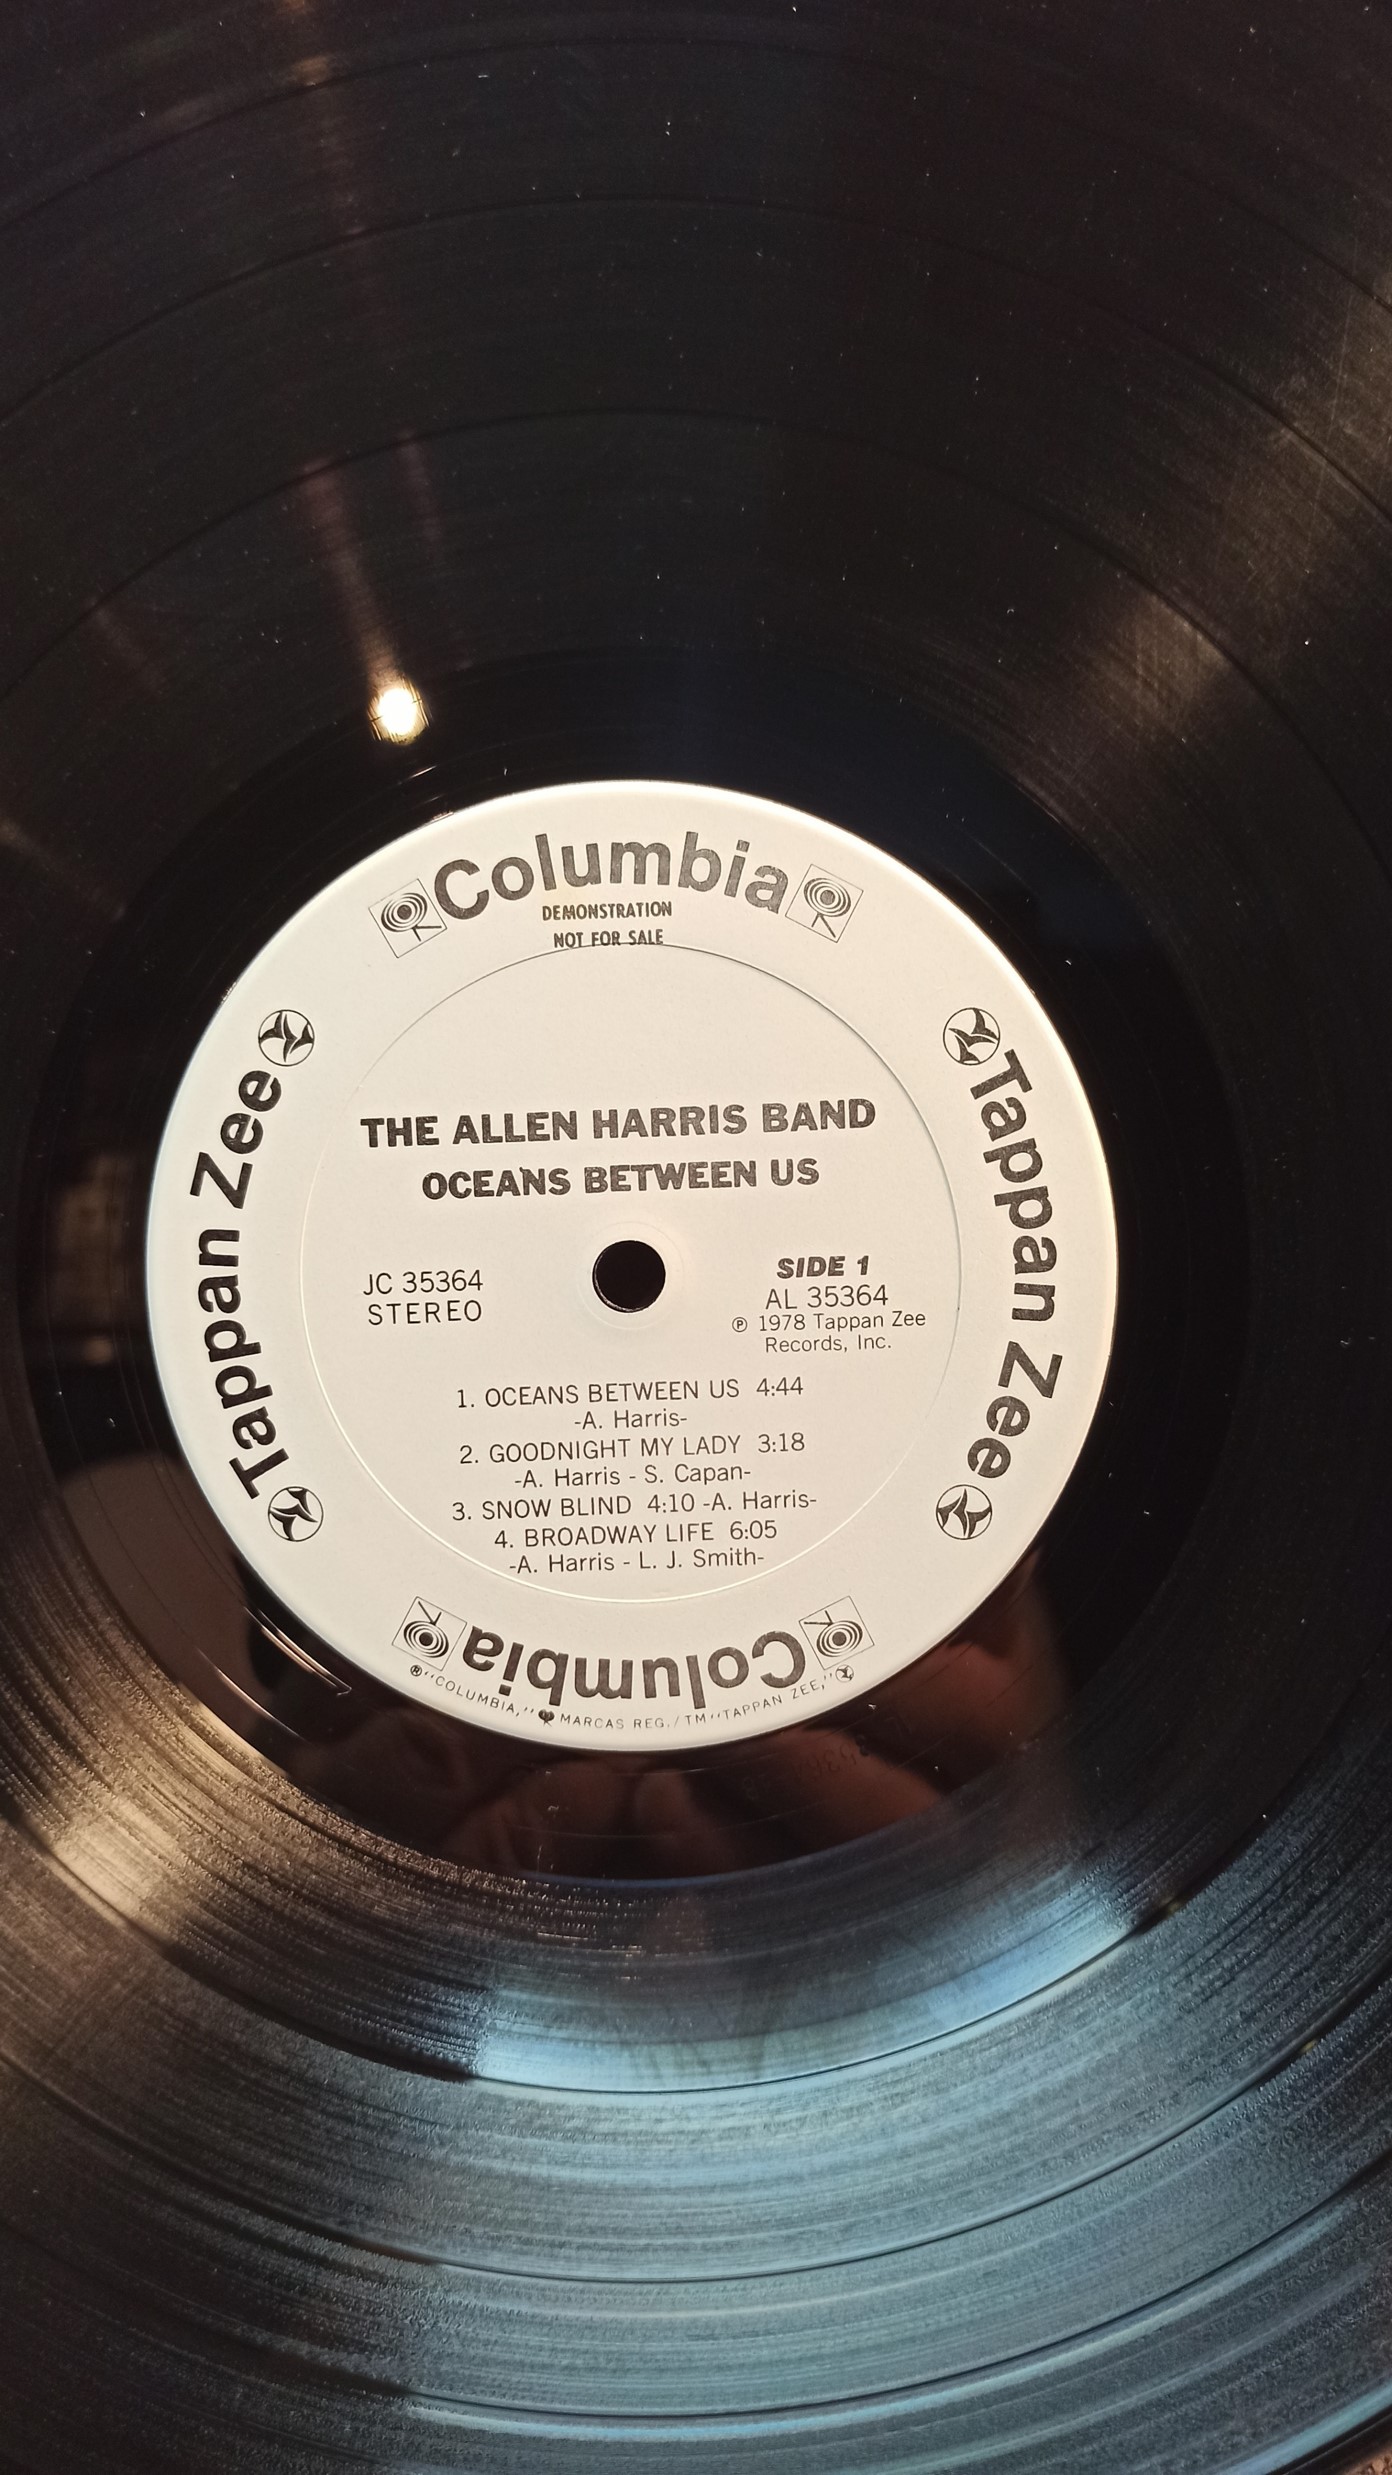 Columbia
DEMONSTRATION
NOT FOR SALE
Tappan Zee
Tappan Zee
THE ALLEN HARRIS BAND
OCEANS BETWEEN US
JC 35364
STEREO
SIDE 1
AL 35364
℗ 1978 Tappan Zee
Records, Inc.
1. OCEANS BETWEEN US 4:44
-A. Harris-
2. GOODNIGHT MY LADY 3:18
-A. Harris - S. Capan-
3. SNOW BLIND 4:10 -A. Harris-
4. BROADWAY LIFE 6:05
-A. Harris - L. J. Smith-
Columbia
®"COLUMBIA," MARCAS REG./TM "TAPPAN ZEE,"